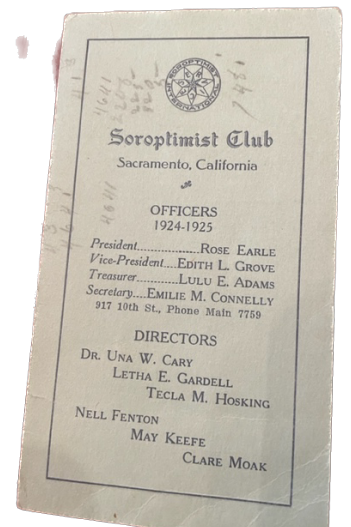 SOROPTIMIST
INTERNATIONAL
Soroptimist Club
Sacramento, California
OFFICERS
1924-1925
President..............ROSE EARLE
Vice-President....EDITH L. GROVE
Treasurer............LULU E. ADAMS
Secretary....EMILIE M. CONNELLY
917 10th St., Phone Main 7759
DIRECTORS
DR. UNA W. CARY
LETHA E. GARDELL
TECLA M. HOSKING
NELL FENTON
MAY KEEFE
CLARE MOAK